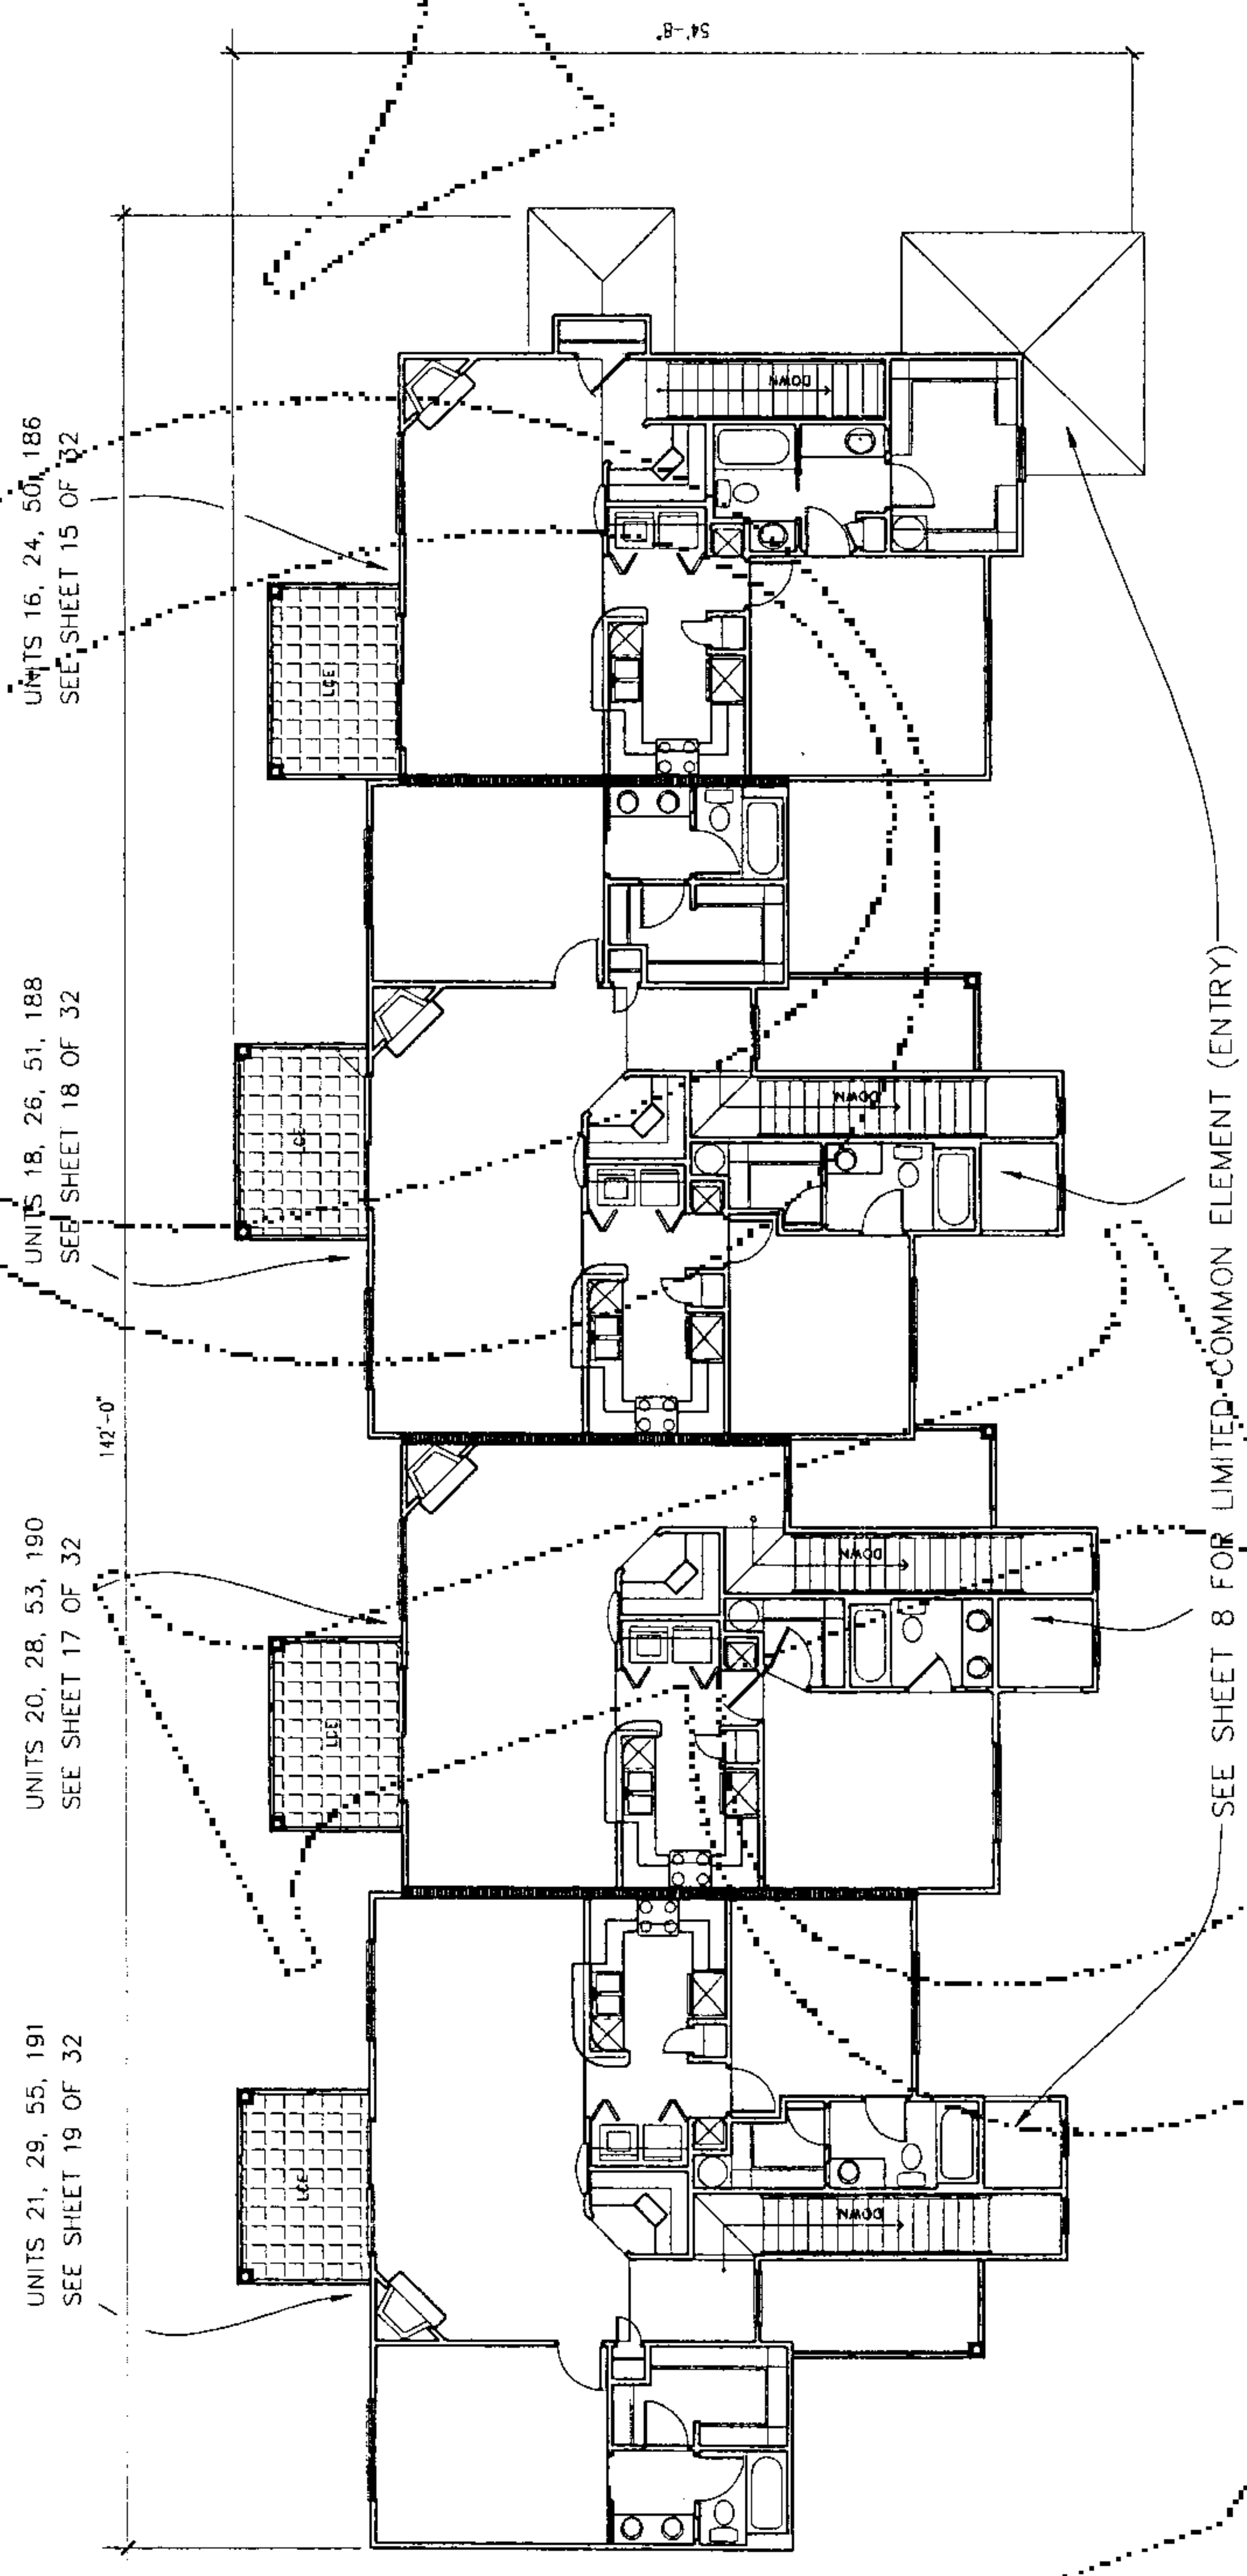 UNITS 21, 29, 55, 191
SEE SHEET 19 OF 32
UNITS 20, 28, 53, 190
SEE SHEET 17 OF 32
UNITS 18, 26, 51, 188
SEE SHEET 18 OF 32
UNITS 16, 24, 50, 186
SEE SHEET 15 OF 32
142'-0"
54'-8"
LCE
LCE
LCE
LCE
DOWN
DOWN
DOWN
DOWN
SEE SHEET 8 FOR LIMITED COMMON ELEMENT (ENTRY)